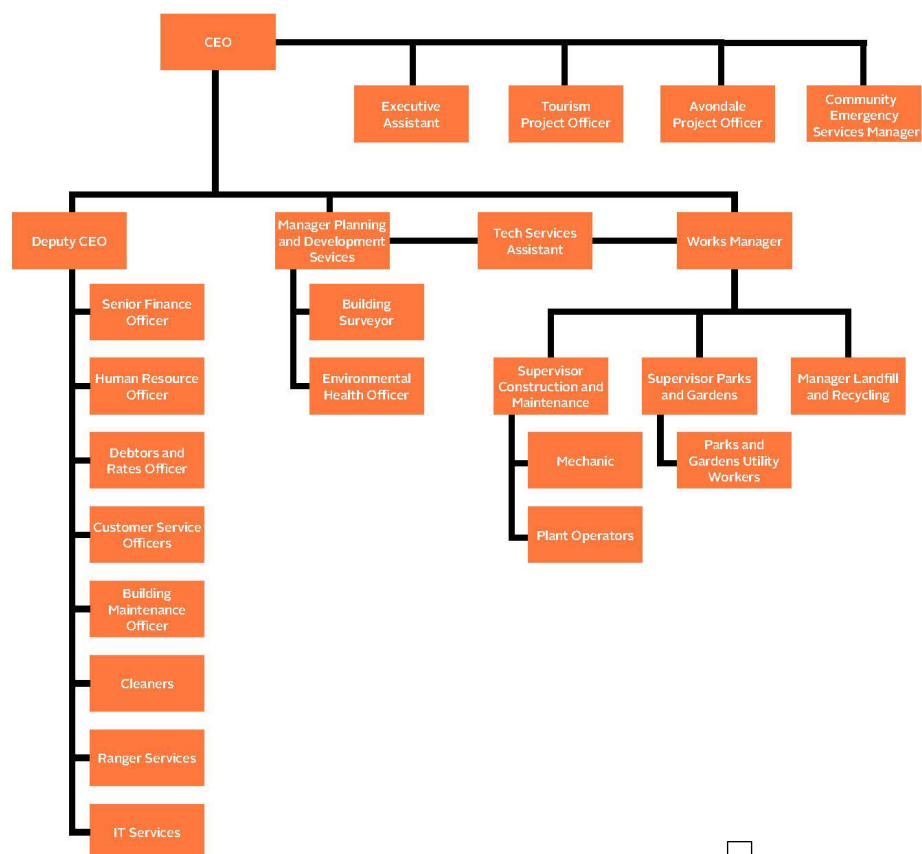 CEO
Executive
Assistant
Tourism
Project Officer
Avondale
Project Officer
Community
Emergency
Services Manager
Deputy CEO
Manager Planning
and Development
Sevices
Tech Services
Assistant
Works Manager
Senior Finance
Officer
Human Resource
Officer
Debtors and
Rates Officer
Customer Service
Officers
Building
Maintenance
Officer
Cleaners
Ranger Services
IT Services
Building
Surveyor
Environmental
Health Officer
Supervisor
Construction and
Maintenance
Mechanic
Plant Operators
Supervisor Parks
and Gardens
Parks and
Gardens Utility
Workers
Manager Landfill
and Recycling